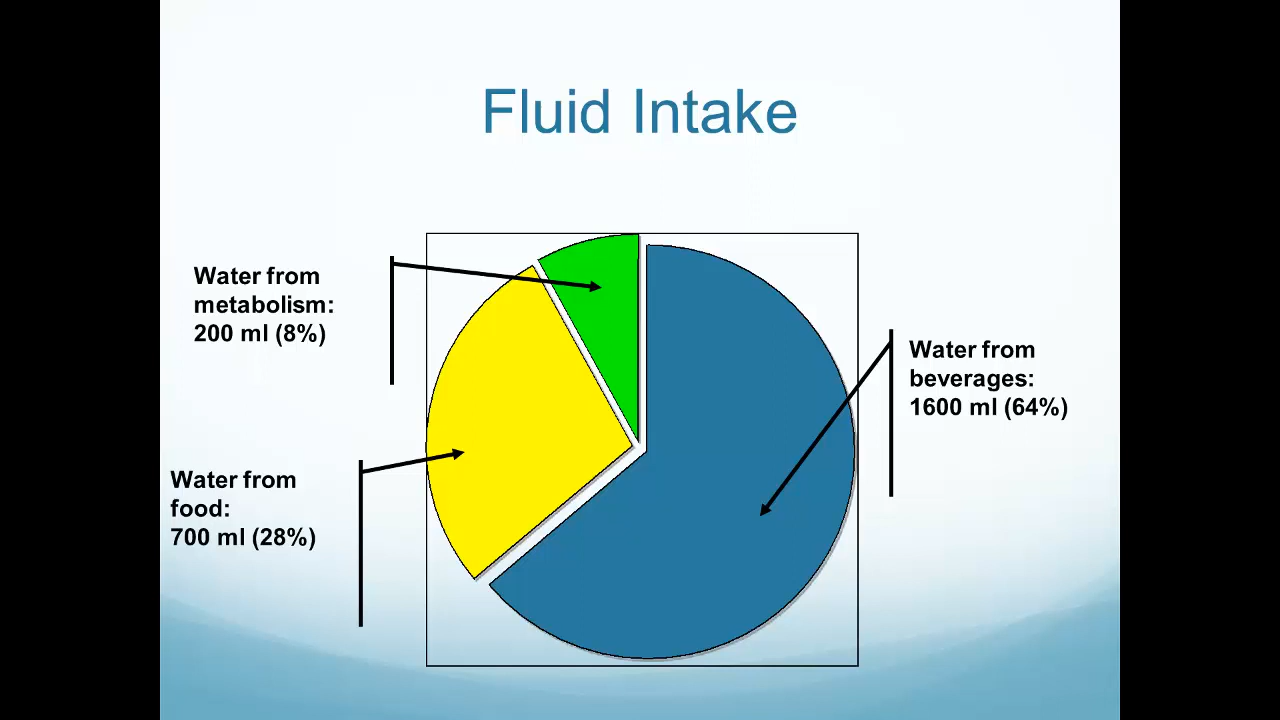 Fluid Intake
Water from
metabolism:
200 ml (8%)
Water from
beverages:
1600 ml (64%)
Water from
food:
700 ml (28%)